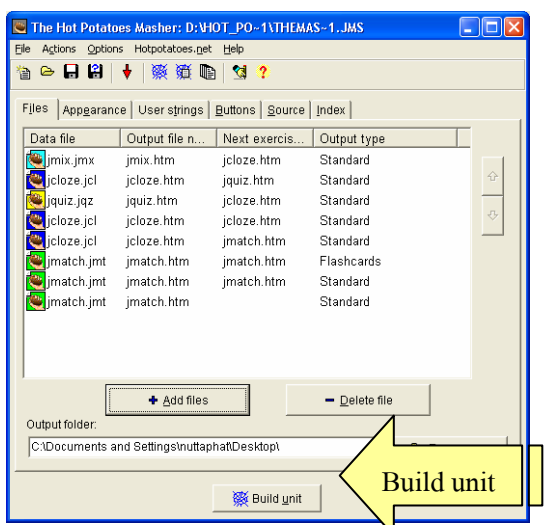 The Hot Potatoes Masher: D:\HOT_PO~1\THEMAS~1.JMS
File Actions Options Hotpotatoes.net Help
Files Appearance User strings Buttons Source Index
Data file Output file n... Next exercis... Output type
jmix.jmx jmix.htm jcloze.htm Standard
jcloze.jcl jcloze.htm jquiz.htm Standard
jquiz.jqz jquiz.htm jcloze.htm Standard
jcloze.jcl jcloze.htm jcloze.htm Standard
jcloze.jcl jcloze.htm jmatch.htm Standard
jmatch.jmt jmatch.htm jmatch.htm Flashcards
jmatch.jmt jmatch.htm jmatch.htm Standard
jmatch.jmt jmatch.htm Standard
Add files Delete file
Output folder:
C:\Documents and Settings\nuttaphat\Desktop\
Build unit
Build unit